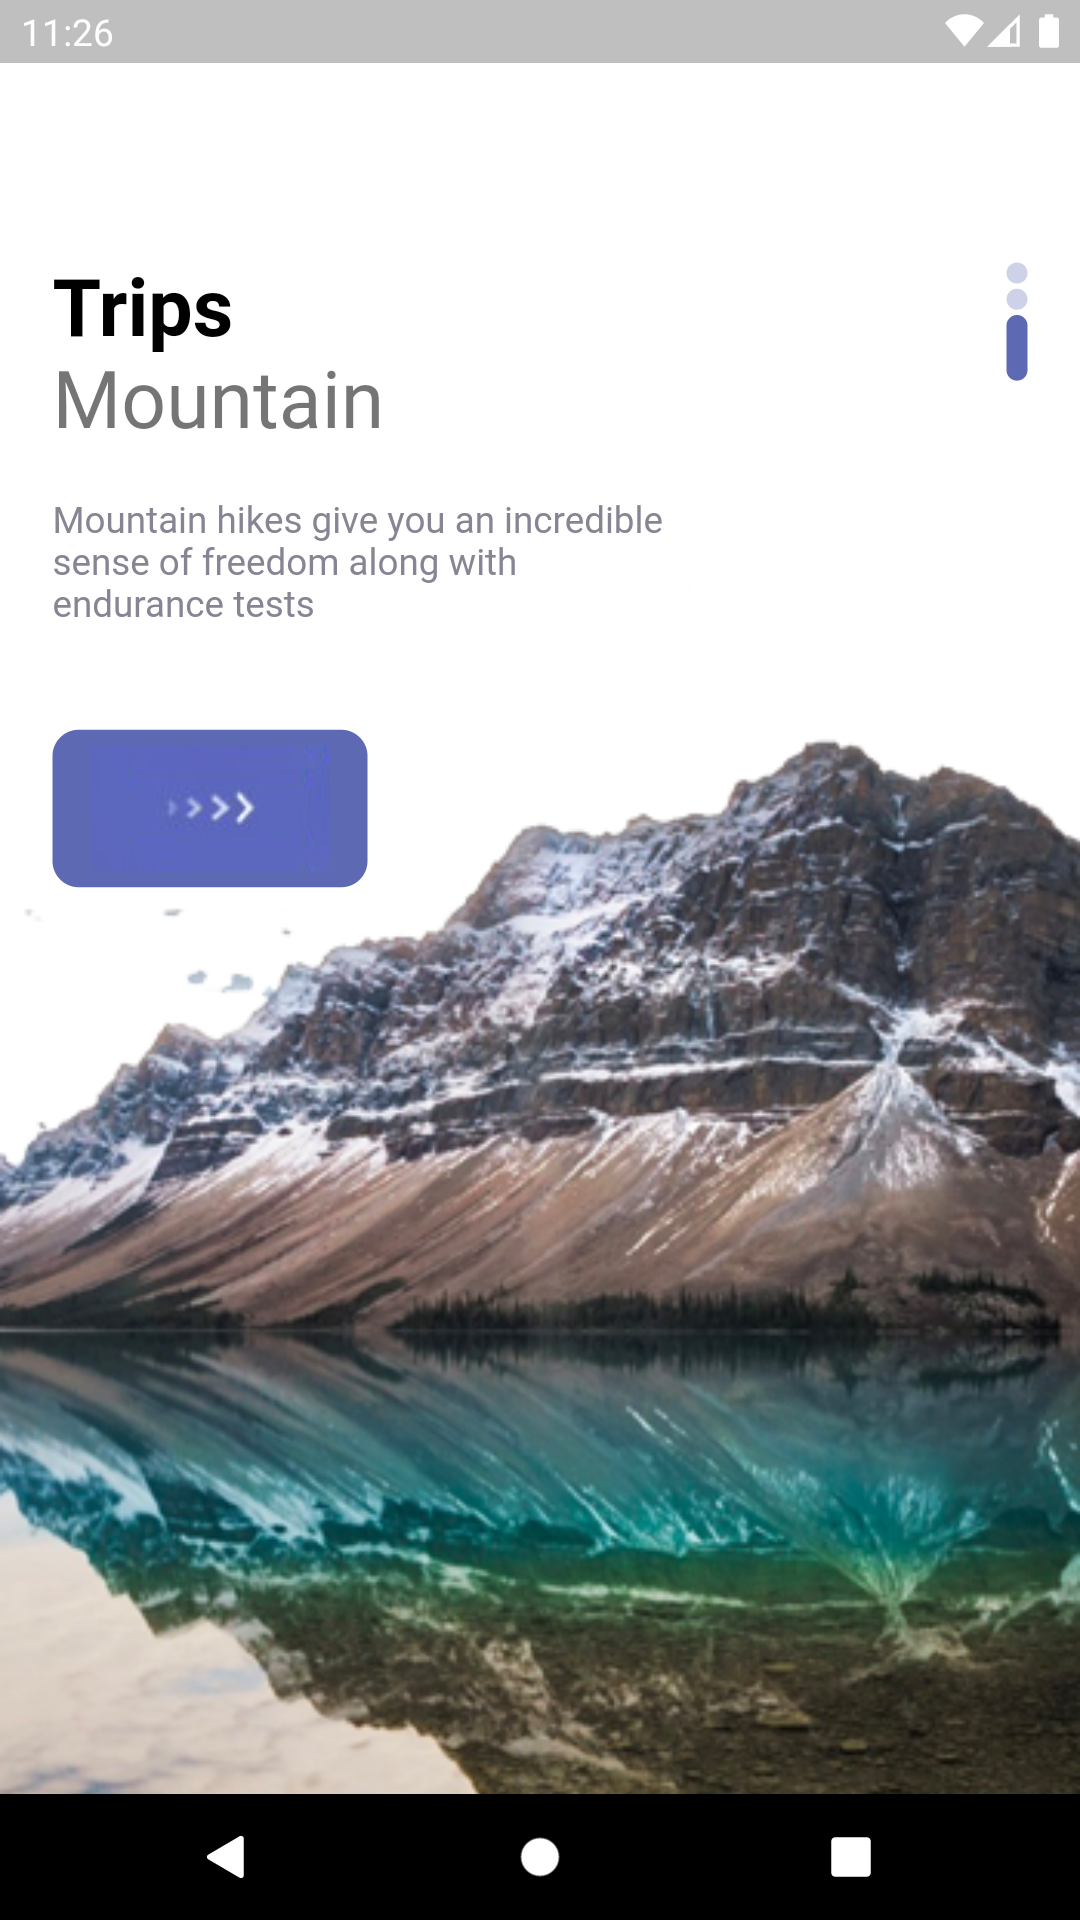 11:26
Trips
Mountain
Mountain hikes give you an incredible
sense of freedom along with
endurance tests